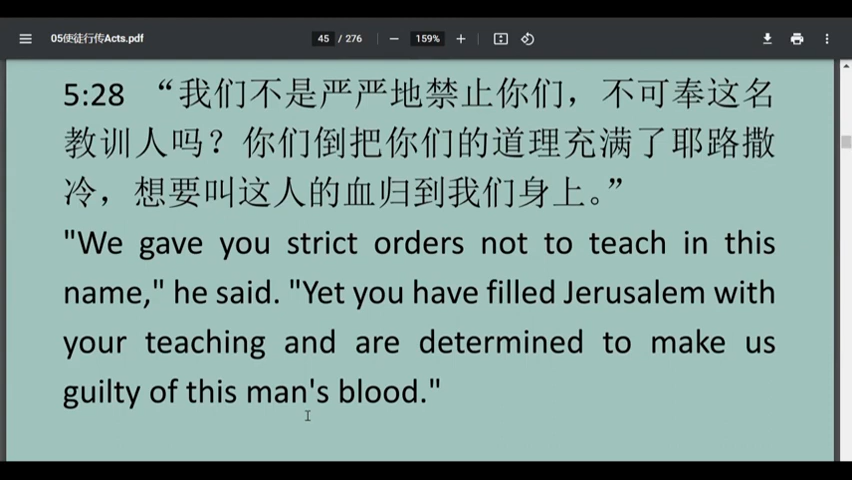 05使徒行传Acts.pdf
45 / 276
159%
5:28 “我们不是严严地禁止你们，不可奉这名
教训人吗？你们倒把你们的道理充满了耶路撒
冷，想要叫这人的血归到我们身上。”
"We gave you strict orders not to teach in this
name," he said. "Yet you have filled Jerusalem with
your teaching and are determined to make us
guilty of this man's blood."